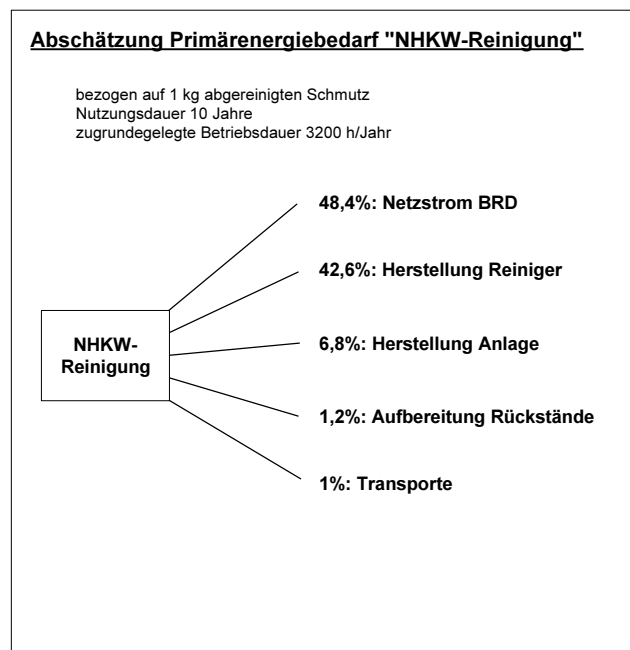 Abschätzung Primärenergiebedarf "NHKW-Reinigung"
bezogen auf 1 kg abgereinigten Schmutz
Nutzungsdauer 10 Jahre
zugrundegelegte Betriebsdauer 3200 h/Jahr
48,4%: Netzstrom BRD
42,6%: Herstellung Reiniger
NHKW-
Reinigung
6,8%: Herstellung Anlage
1,2%: Aufbereitung Rückstände
1%: Transporte